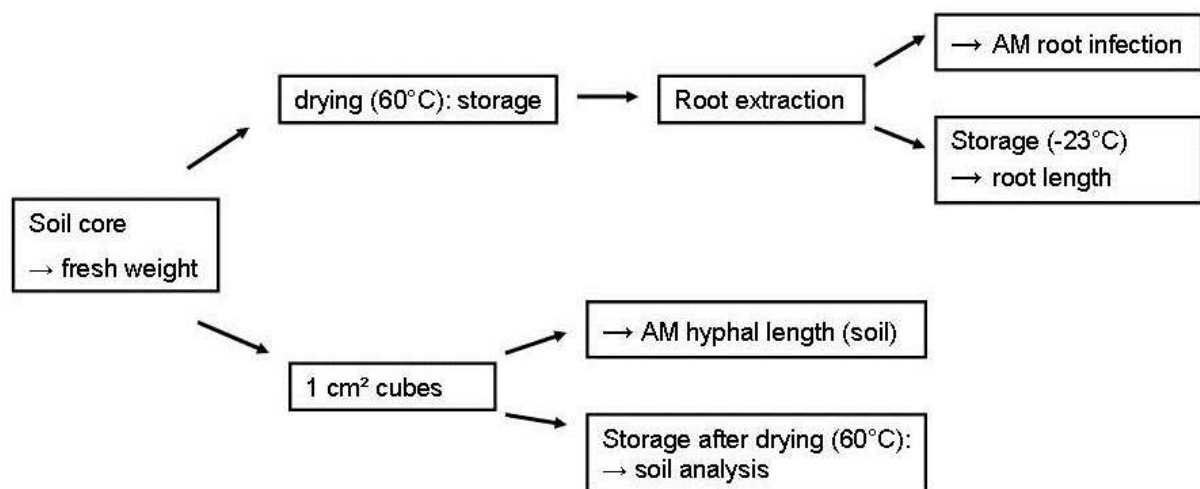 → AM root infection
drying (60°C): storage
Root extraction
Storage (-23°C)
→ root length
Soil core
→ fresh weight
→ AM hyphal length (soil)
1 cm² cubes
Storage after drying (60°C):
→ soil analysis